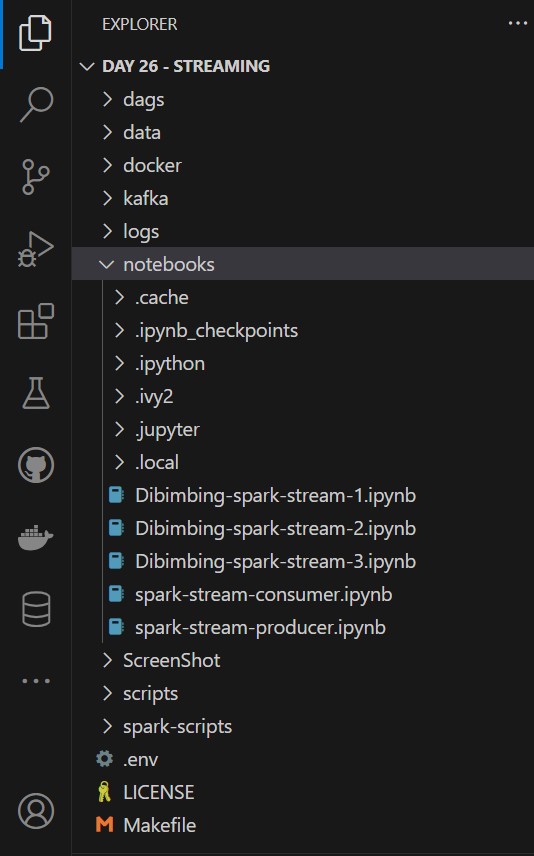 EXPLORER
DAY 26 - STREAMING
dags
data
docker
kafka
logs
notebooks
.cache
.ipynb_checkpoints
.ipython
.ivy2
.jupyter
.local
Dibimbing-spark-stream-1.ipynb
Dibimbing-spark-stream-2.ipynb
Dibimbing-spark-stream-3.ipynb
spark-stream-consumer.ipynb
spark-stream-producer.ipynb
ScreenShot
scripts
spark-scripts
.env
LICENSE
Makefile